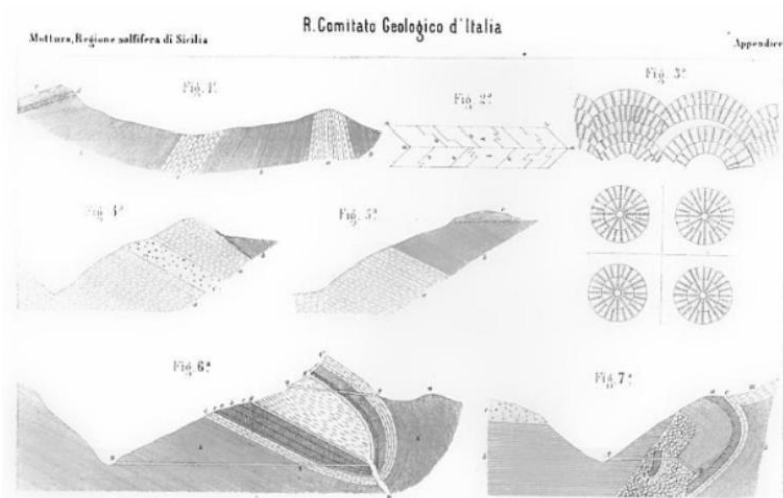 R. Comitato Geologico d'Italia
Mottura, Regione solfifera di Sicilia
Appendice
Fig. 1ª
Fig. 2ª
Fig. 3ª
Fig. 4ª
Fig. 5ª
Fig. 6ª
Fig. 7ª